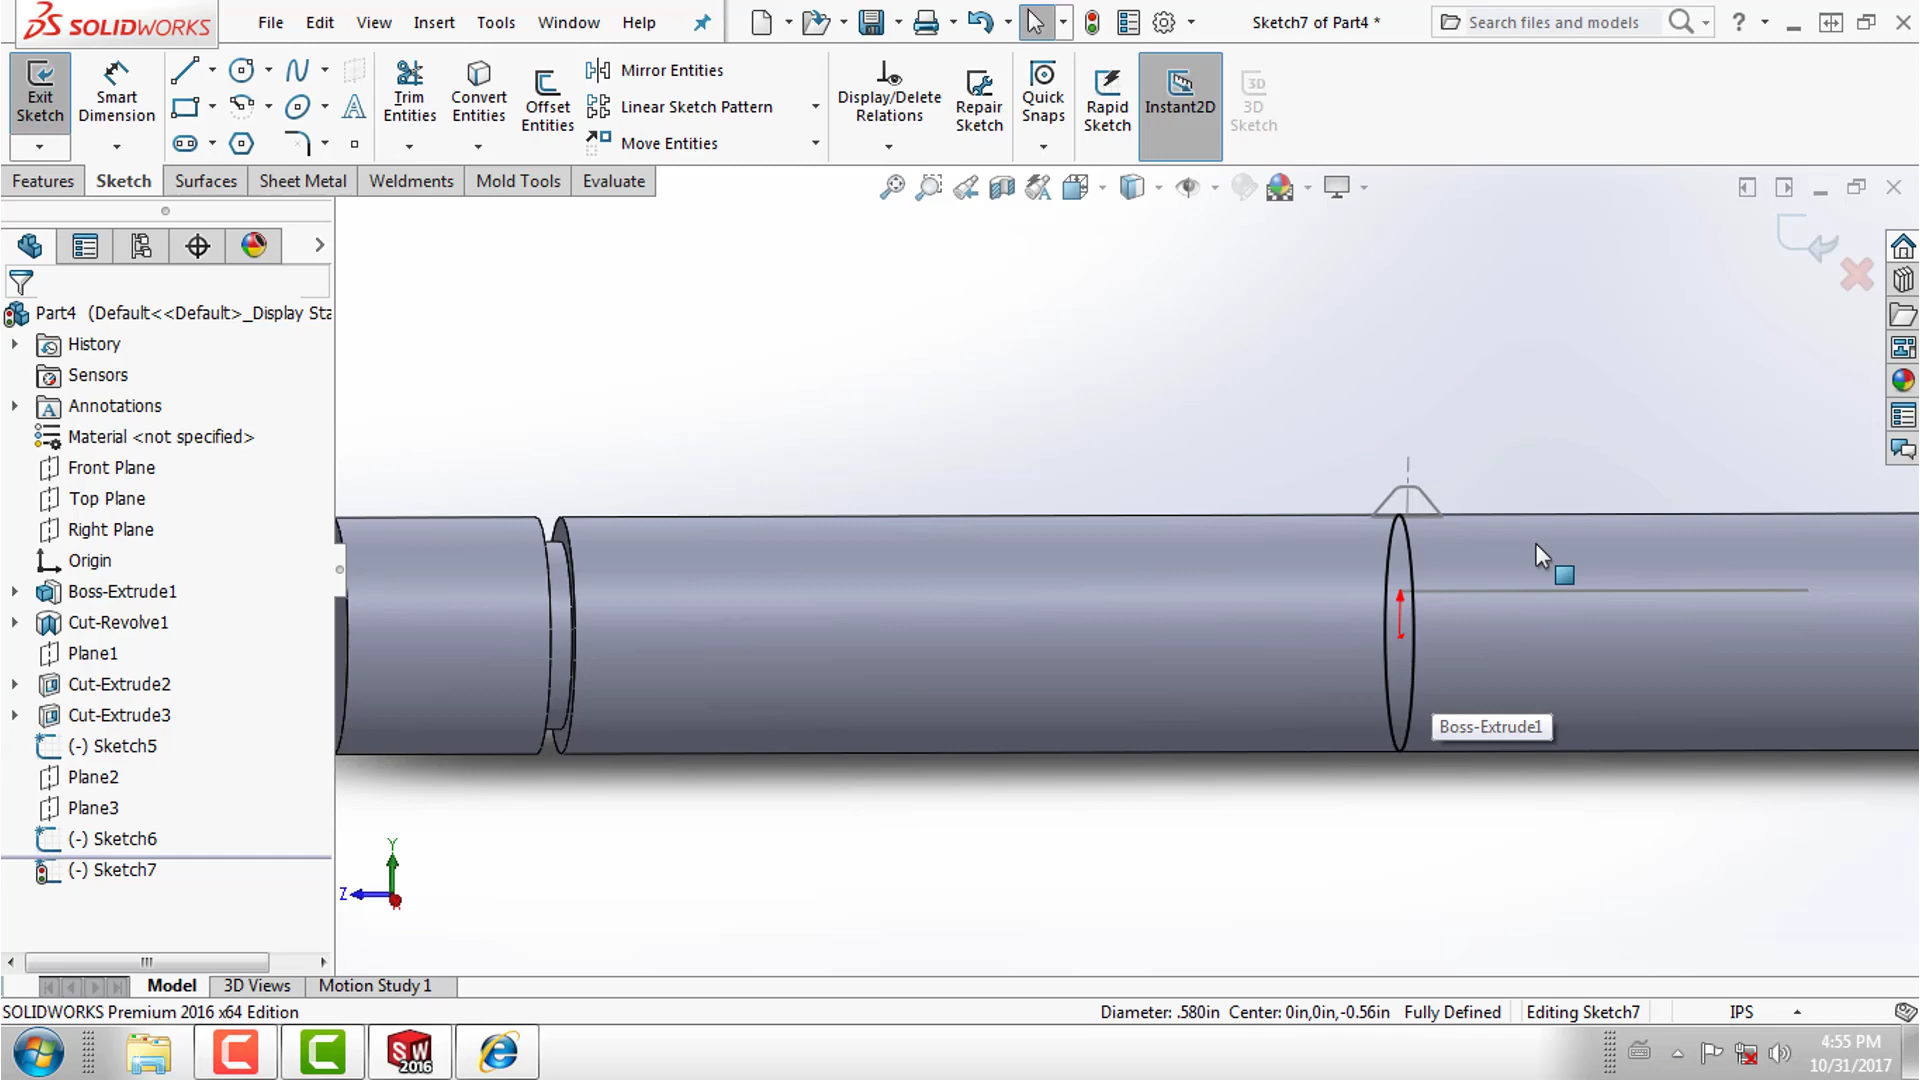 SOLIDWORKS
File Edit View Insert Tools Window Help
Sketch7 of Part4 *
Search files and models
Exit Sketch
Smart Dimension
Trim Entities
Convert Entities
Offset Entities
Mirror Entities
Linear Sketch Pattern
Move Entities
Display/Delete Relations
Repair Sketch
Quick Snaps
Rapid Sketch
Instant2D
3D Sketch
Features Sketch Surfaces Sheet Metal Weldments Mold Tools Evaluate
Part4 (Default<<Default>_Display Sta
History
Sensors
Annotations
Material <not specified>
Front Plane
Top Plane
Right Plane
Origin
Boss-Extrude1
Cut-Revolve1
Plane1
Cut-Extrude2
Cut-Extrude3
(-) Sketch5
Plane2
Plane3
(-) Sketch6
(-) Sketch7
Boss-Extrude1
Y
Z
Model 3D Views Motion Study 1
SOLIDWORKS Premium 2016 x64 Edition
Diameter: .580in Center: 0in,0in,-0.56in Fully Defined Editing Sketch7 IPS
SW 2016
4:55 PM
10/31/2017